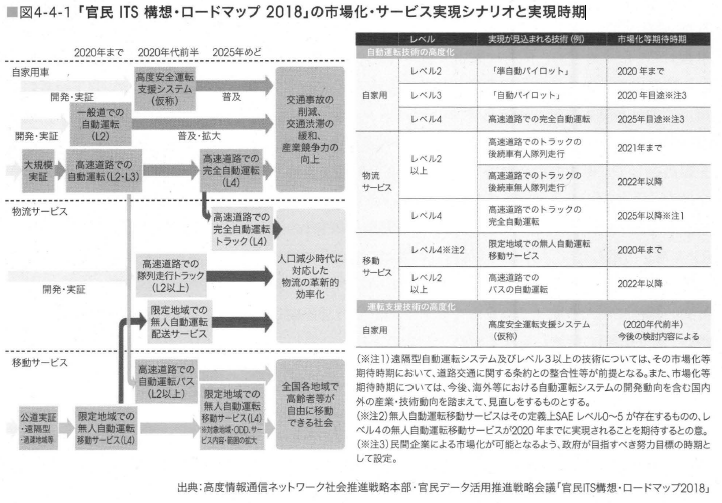 ■図4-4-1 「官民 ITS 構想・ロードマップ 2018」の市場化・サービス実現シナリオと実現時期
2020年まで
2020年代前半
2025年めど
自家用車
高度安全運転
支援システム
(仮称)
開発・実証
普及
一般道での
自動運転
(L2)
開発・実証
普及・拡大
大規模
実証
高速道路での
自動運転(L2・L3)
高速道路での
完全自動運転
(L4)
交通事故の
削減、
交通渋滞の
緩和、
産業競争力の
向上
物流サービス
高速道路での
完全自動運転
トラック(L4)
高速道路での
隊列走行トラック
(L2以上)
開発・実証
限定地域での
無人自動運転
配送サービス
人口減少時代に
対応した
物流の革新的
効率化
移動サービス
高速道路での
自動運転バス
(L2以上)
公道実証
・遠隔型
・過疎地域等
限定地域での
無人自動運転
移動サービス(L4)
限定地域での
無人自動運転
移動サービス(L4)
※対象地域・ODD、サー
ビス内容・範囲の拡大
全国各地域で
高齢者等が
自由に移動
できる社会
レベル
実現が見込まれる技術(例)
市場化等期待時期
自動運転技術の高度化
自家用
レベル2
「準自動パイロット」
2020年まで
レベル3
「自動パイロット」
2020年目途※注3
レベル4
高速道路での完全自動運転
2025年目途※注3
物流
サービス
レベル2
以上
高速道路でのトラックの
後続車有人隊列走行
2021年まで
高速道路でのトラックの
後続車無人隊列走行
2022年以降
レベル4
高速道路でのトラックの
完全自動運転
2025年以降※注1
移動
サービス
レベル4※注2
限定地域での無人自動運転
移動サービス
2020年まで
レベル2
以上
高速道路での
バスの自動運転
2022年以降
運転支援技術の高度化
自家用
高度安全運転支援システム
(仮称)
(2020年代前半)
今後の検討内容による
(※注1)遠隔型自動運転システム及びレベル3以上の技術については、その市場化等
期待時期において、道路交通に関する条約との整合性等が前提となる。また、市場化等
期待時期については、今後、海外等における自動運転システムの開発動向を含む国内
外の産業・技術動向を踏まえて、見直しをするものとする。
(※注2)無人自動運転移動サービスはその定義上SAE レベル0〜5 が存在するものの、レ
ベル4の無人自動運転移動サービスが2020年までに実現されることを期待するとの意。
(※注3)民間企業による市場化が可能となるよう、政府が目指すべき努力目標の時期と
して設定。
出典:高度情報通信ネットワーク社会推進戦略本部・官民データ活用推進戦略会議「官民ITS構想・ロードマップ2018」